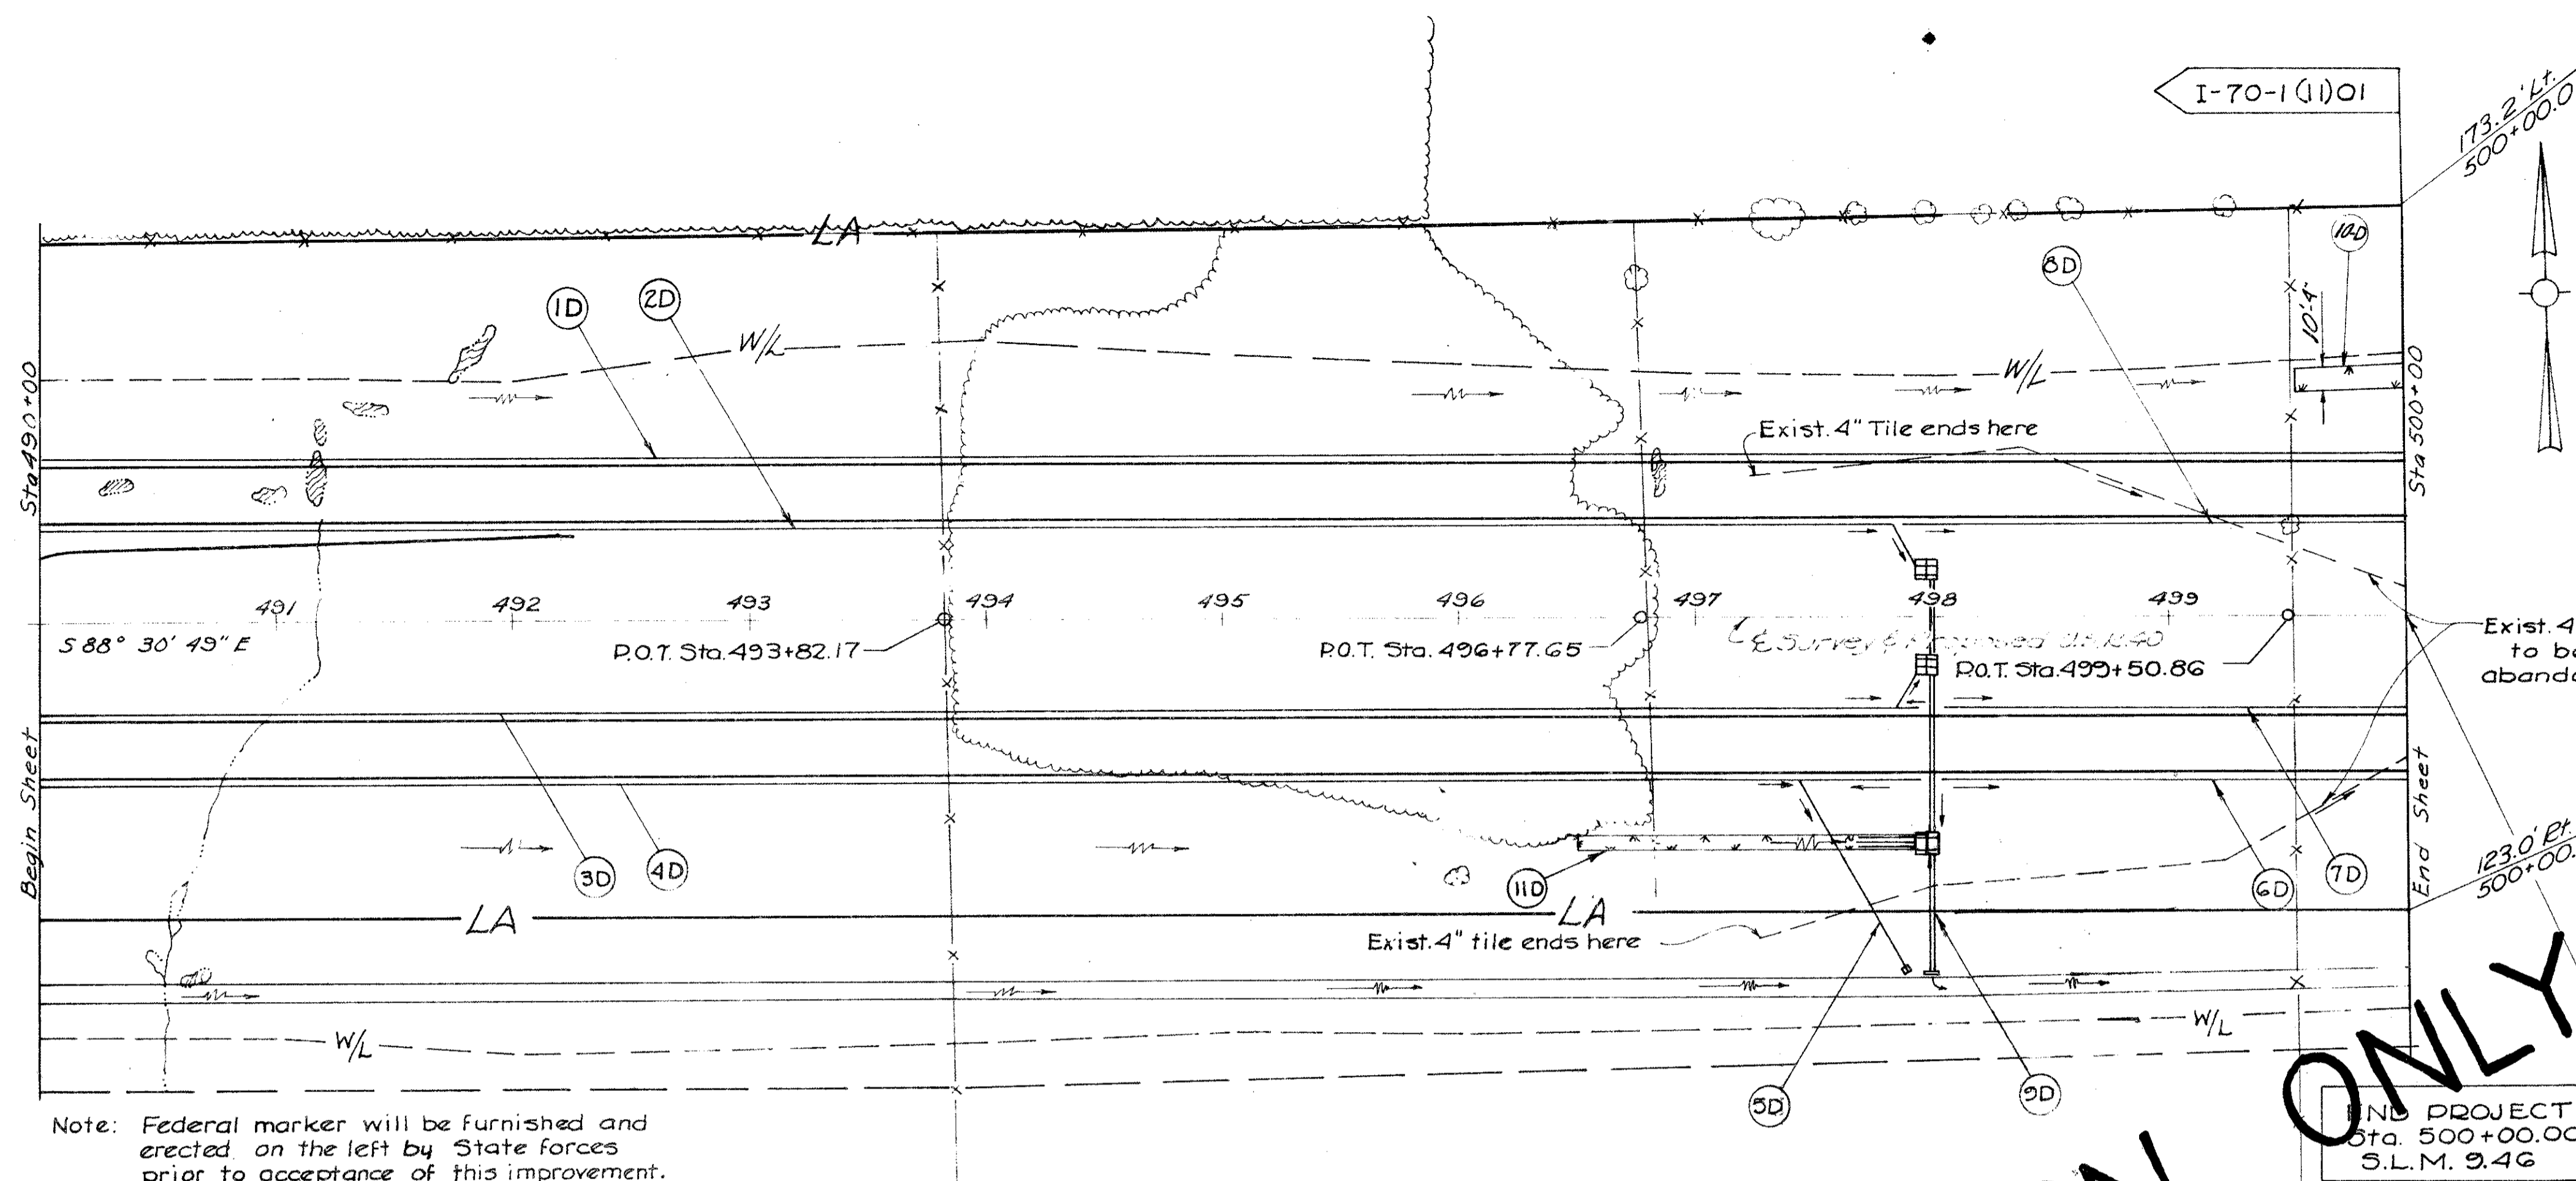 I-70-1(11)01
173.2' Lt.
500+00.0
LA
10-D
8D
1D
2D
10'-4"
W/L
W/L
Sta 490+00
Sta 500+00
Exist. 4" Tile ends here
491
492
493
494
495
496
497
498
499
S 88° 30' 49" E
P.O.T. Sta. 493+82.17
P.O.T. Sta. 496+77.65
℄ Survey & Proposed U.S.R.40
P.O.T. Sta. 499+50.86
Exist. 4
to be
aband
Begin Sheet
End Sheet
3D
4D
11D
6D
7D
123.0' Rt.
500+00.
LA
LA
Exist. 4" tile ends here
W/L
W/L
5D
9D
ONLY
Note: Federal marker will be furnished and
erected on the left by State forces
prior to acceptance of this improvement.
END PROJECT
Sta. 500+00.00
S.L.M. 9.46